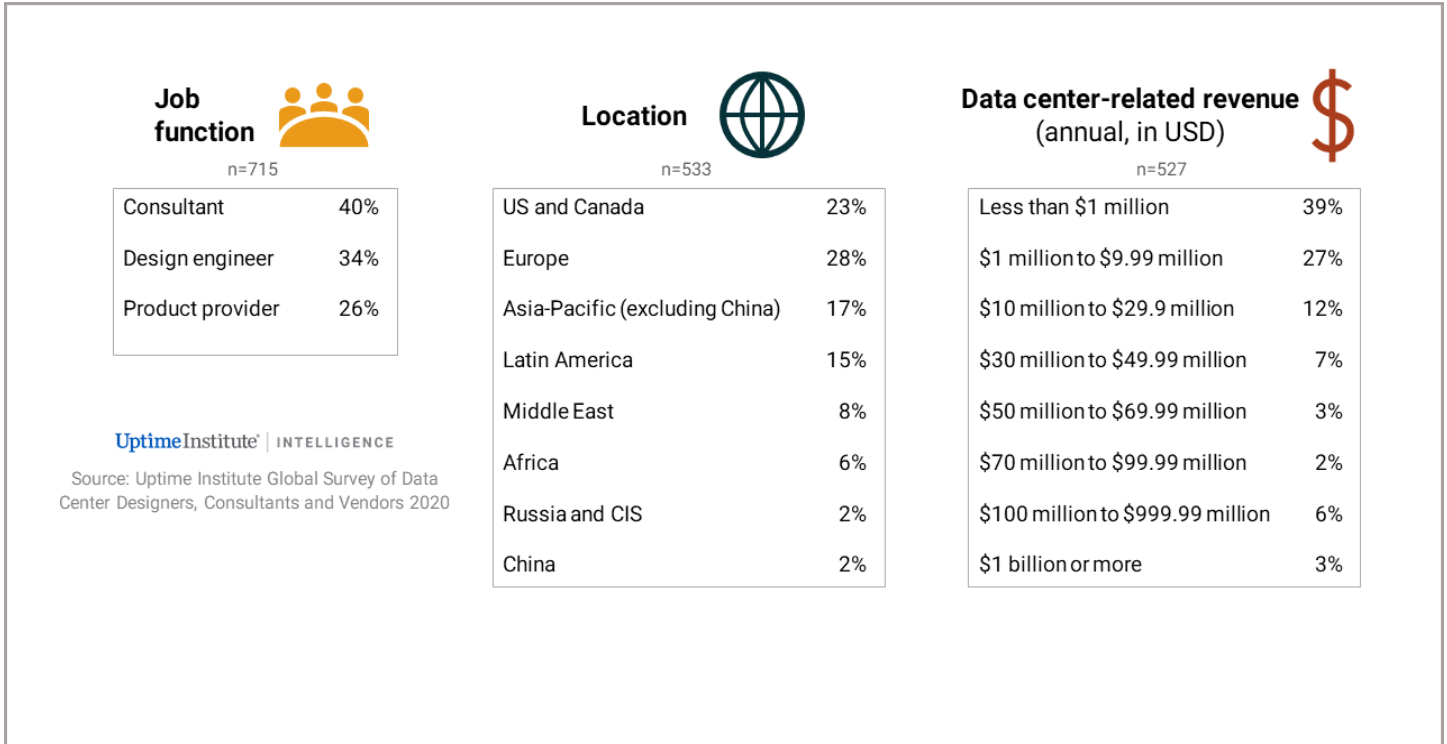 Job
function
n=715
Consultant 40%
Design engineer 34%
Product provider 26%
UptimeInstitute® | INTELLIGENCE
Source: Uptime Institute Global Survey of Data
Center Designers, Consultants and Vendors 2020
Location
n=533
US and Canada 23%
Europe 28%
Asia-Pacific (excluding China) 17%
Latin America 15%
Middle East 8%
Africa 6%
Russia and CIS 2%
China 2%
Data center-related revenue
(annual, in USD)
$
n=527
Less than $1 million 39%
$1 million to $9.99 million 27%
$10 million to $29.9 million 12%
$30 million to $49.99 million 7%
$50 million to $69.99 million 3%
$70 million to $99.99 million 2%
$100 million to $999.99 million 6%
$1 billion or more 3%